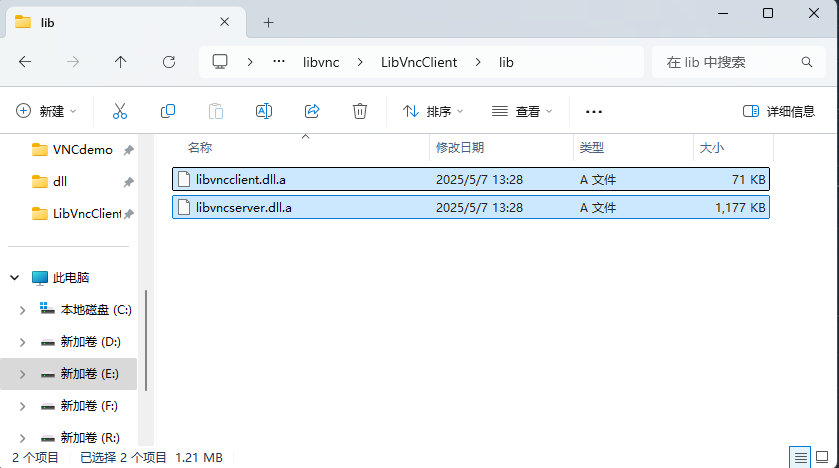 lib
… libvnc LibVncClient lib
在 lib 中搜索
新建
排序
查看
详细信息
名称 修改日期 类型 大小
VNCdemo
dll
LibVncClient
libvncclient.dll.a 2025/5/7 13:28 A 文件 71 KB
libvncserver.dll.a 2025/5/7 13:28 A 文件 1,177 KB
此电脑
本地磁盘 (C:)
新加卷 (D:)
新加卷 (E:)
新加卷 (F:)
新加卷 (R:)
2 个项目 已选择 2 个项目 1.21 MB